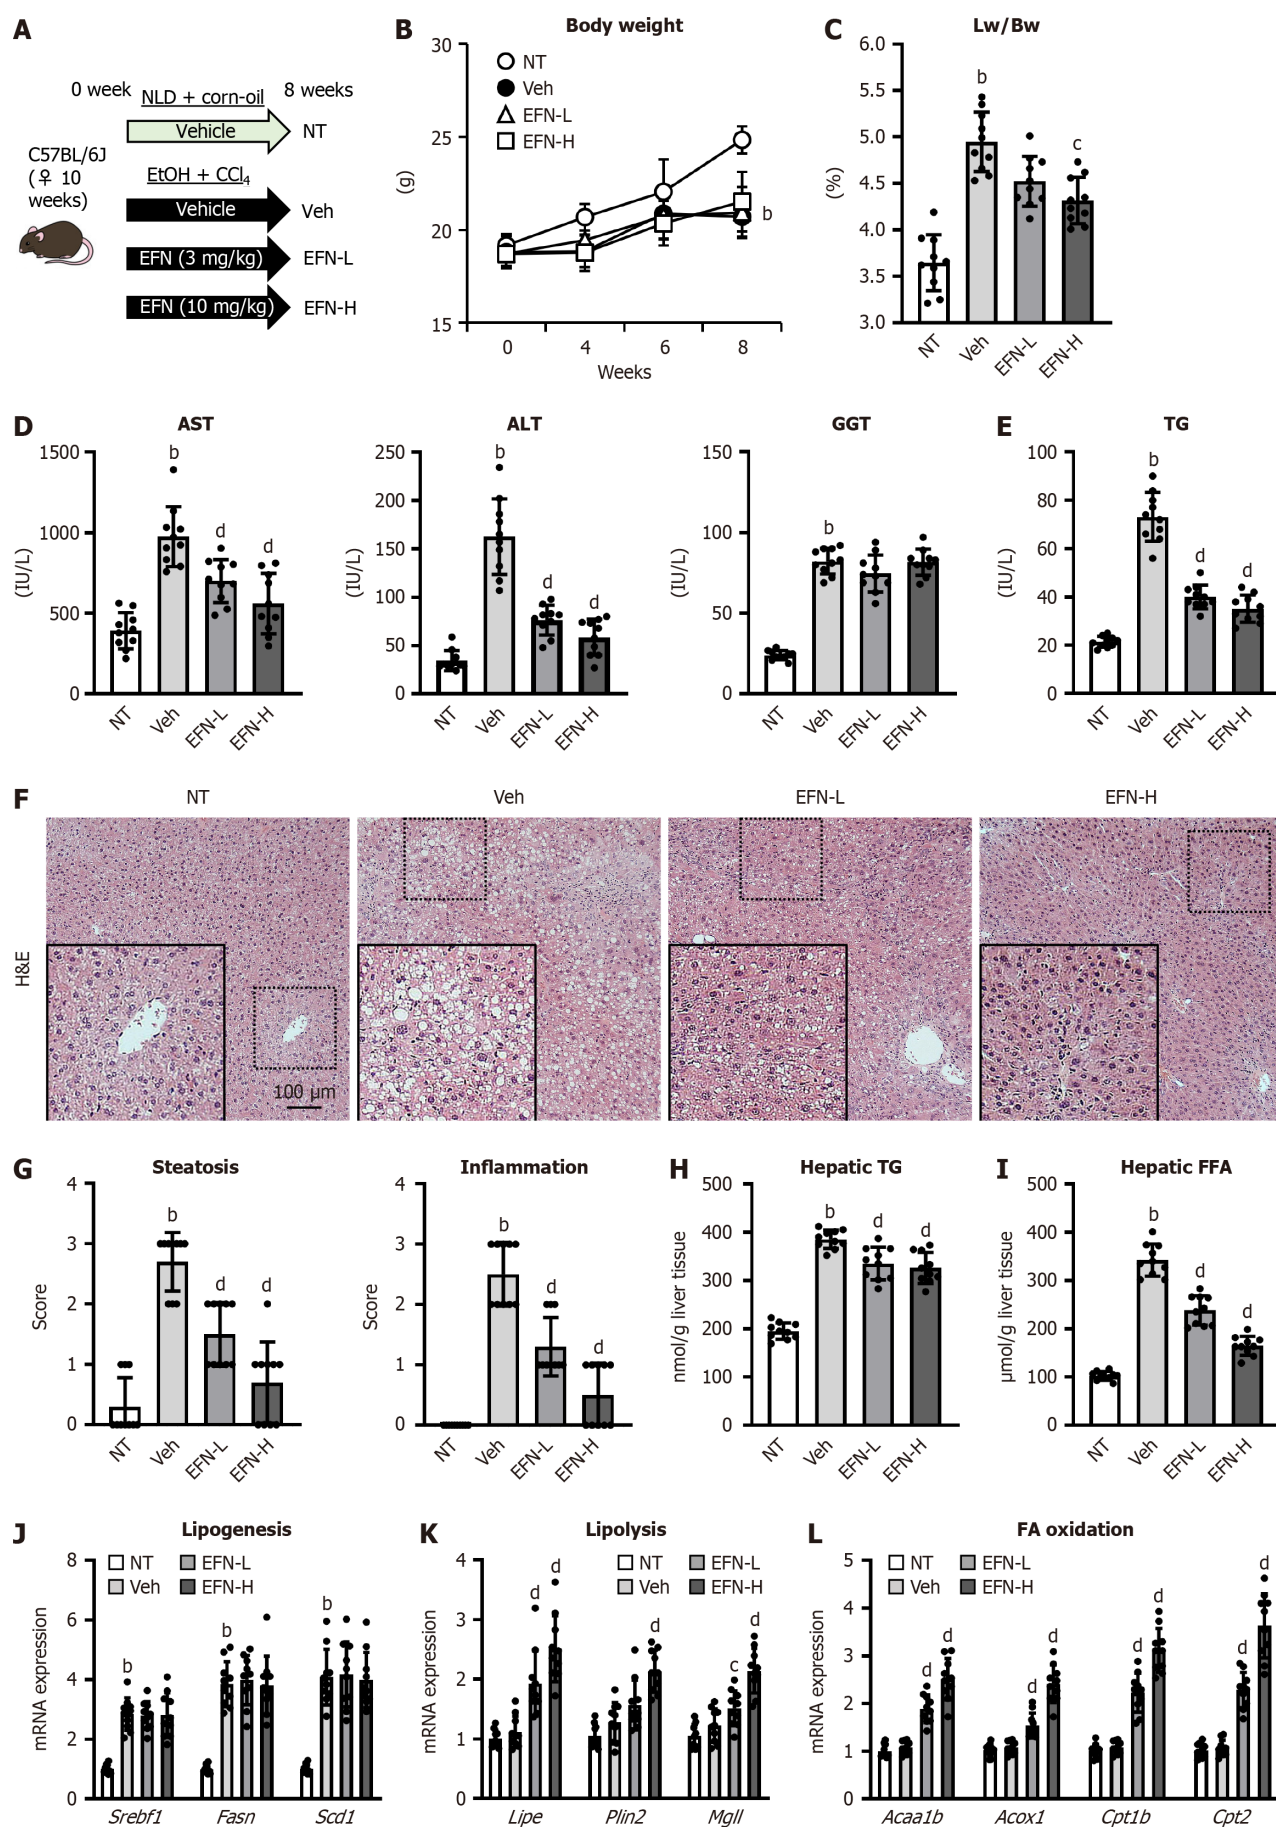 A
0 week
NLD + corn-oil
8 weeks
Vehicle
NT
C57BL/6J
(♀ 10
weeks)
EtOH + CCl₄
Vehicle
Veh
EFN (3 mg/kg)
EFN-L
EFN (10 mg/kg)
EFN-H
B
Body weight
30
25
20
15
(g)
NT
Veh
EFN-L
EFN-H
b
0
4
6
8
Weeks
C
Lw/Bw
6.0
5.5
5.0
4.5
4.0
3.5
3.0
(%)
b
c
NT
Veh
EFN-L
EFN-H
D
AST
1500
1000
500
0
(IU/L)
b
d
d
NT
Veh
EFN-L
EFN-H
ALT
250
200
150
100
50
0
(IU/L)
b
d
d
NT
Veh
EFN-L
EFN-H
GGT
150
100
50
0
(IU/L)
b
NT
Veh
EFN-L
EFN-H
E
TG
100
80
60
40
20
0
(IU/L)
b
d
d
NT
Veh
EFN-L
EFN-H
F
NT
Veh
EFN-L
EFN-H
H&E
100 μm
G
Steatosis
4
3
2
1
0
Score
b
d
d
NT
Veh
EFN-L
EFN-H
Inflammation
4
3
2
1
0
Score
b
d
d
NT
Veh
EFN-L
EFN-H
H
Hepatic TG
500
400
300
200
100
0
nmol/g liver tissue
b
d
d
NT
Veh
EFN-L
EFN-H
I
Hepatic FFA
500
400
300
200
100
0
μmol/g liver tissue
b
d
d
NT
Veh
EFN-L
EFN-H
J
Lipogenesis
8
6
4
2
0
mRNA expression
NT
EFN-L
Veh
EFN-H
b
b
b
Srebf1
Fasn
Scd1
K
Lipolysis
4
3
2
1
0
mRNA expression
NT
EFN-L
Veh
EFN-H
d
d
d
c
d
Lipe
Plin2
Mgll
L
FA oxidation
5
4
3
2
1
0
mRNA expression
NT
EFN-L
Veh
EFN-H
d
d
d
d
d
d
d
d
Acaa1b
Acox1
Cpt1b
Cpt2